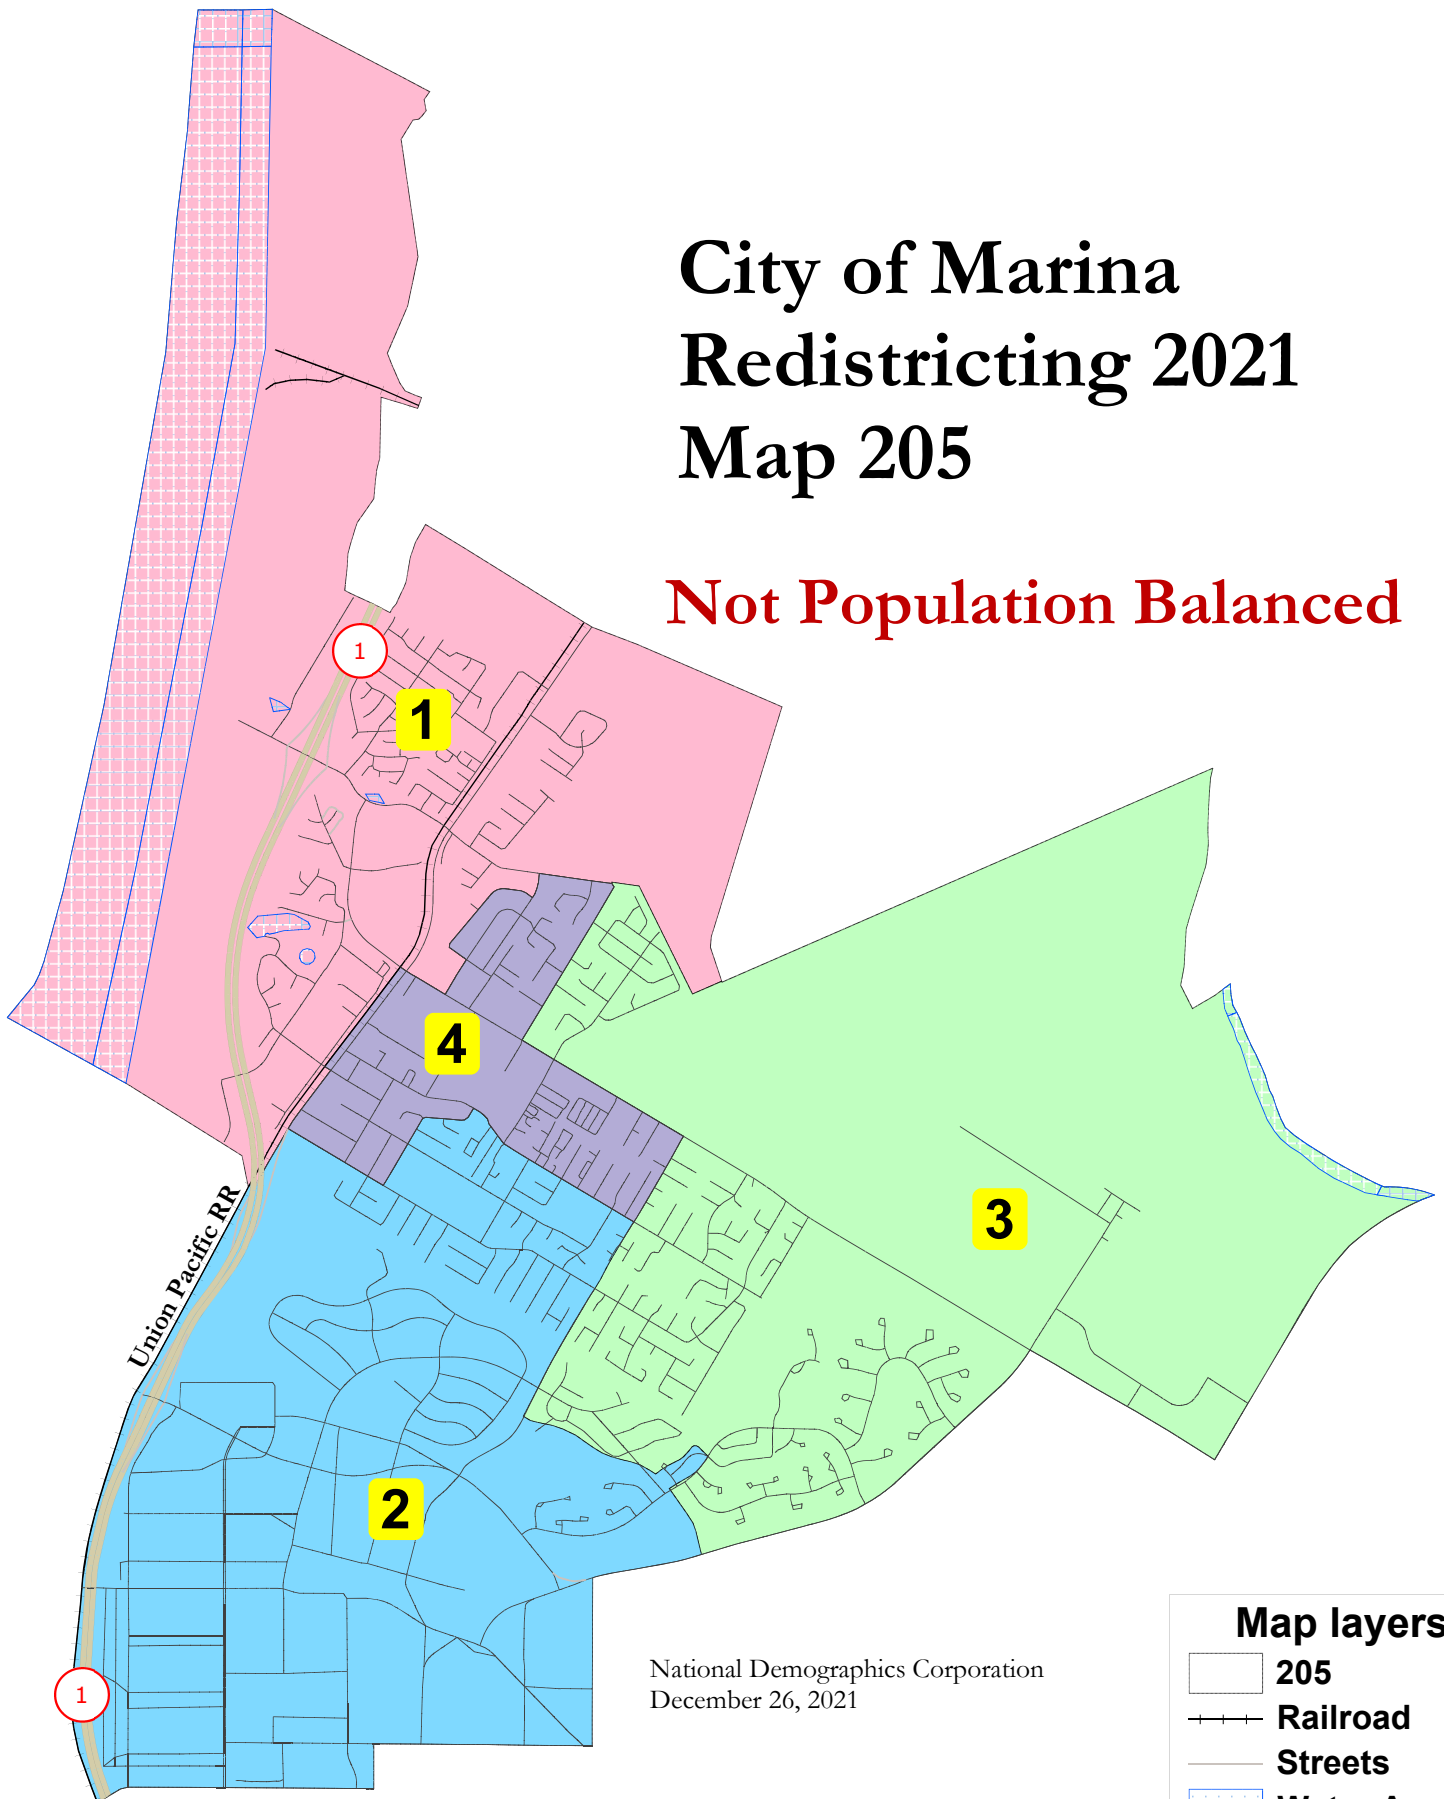 City of Marina
Redistricting 2021
Map 205
Not Population Balanced
1
1
4
3
Union Pacific RR
2
1
National Demographics Corporation
December 26, 2021
Map layers
205
Railroad
Streets